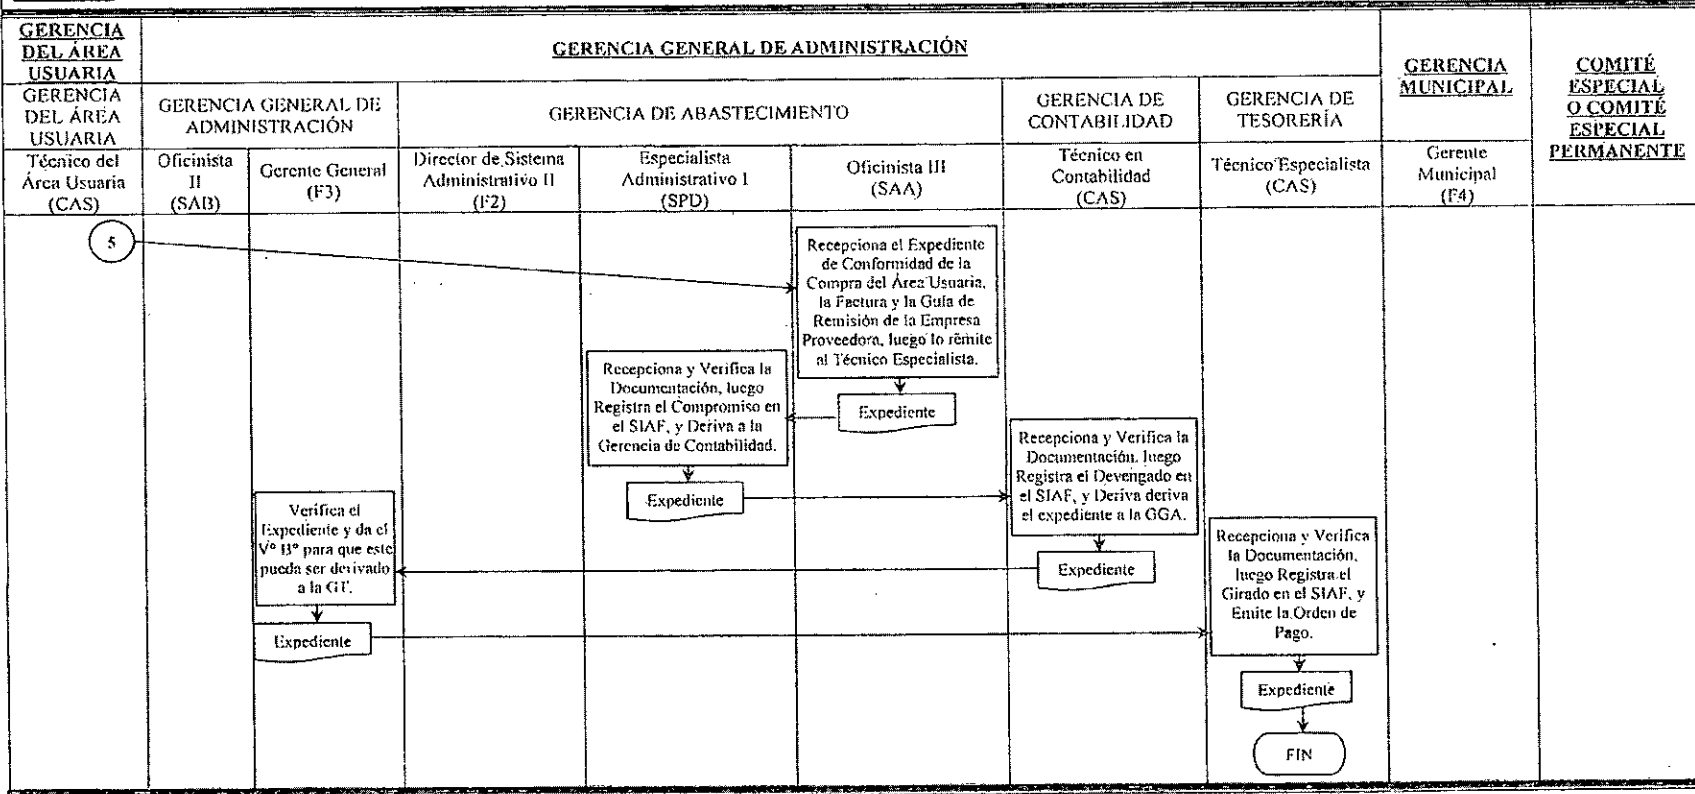 GERENCIA
DEL ÁREA
USUARIA
GERENCIA GENERAL DE ADMINISTRACIÓN
GERENCIA
MUNICIPAL
COMITÉ
ESPECIAL
O COMITÉ
ESPECIAL
PERMANENTE
GERENCIA
DEL ÁREA
USUARIA
GERENCIA GENERAL DE
ADMINISTRACIÓN
GERENCIA DE ABASTECIMIENTO
GERENCIA DE
CONTABILIDAD
GERENCIA DE
TESORERÍA
Técnico del
Área Usuaria
(CAS)
Oficinista
II
(SAB)
Gerente General
(F3)
Director de Sistema
Administrativo II
(F2)
Especialista
Administrativo I
(SPD)
Oficinista III
(SAA)
Técnico en
Contabilidad
(CAS)
Técnico Especialista
(CAS)
Gerente
Municipal
(F4)
5
Recepciona el Expediente
de Conformidad de la
Compra del Área Usuaria,
la Factura y la Guía de
Remisión de la Empresa
Proveedora, luego lo remite
al Técnico Especialista.
Expediente
Recepciona y Verifica la
Documentación, luego
Registra el Compromiso en
el SIAF, y Deriva a la
Gerencia de Contabilidad.
Expediente
Recepciona y Verifica la
Documentación, luego
Registra el Devengado en
el SIAF, y Deriva deriva
el expediente a la GGA.
Expediente
Verifica el
Expediente y da el
V° B° para que este
pueda ser derivado
a la GT.
Expediente
Recepciona y Verifica
la Documentación,
luego Registra el
Girado en el SIAF, y
Emite la Orden de
Pago.
Expediente
FIN